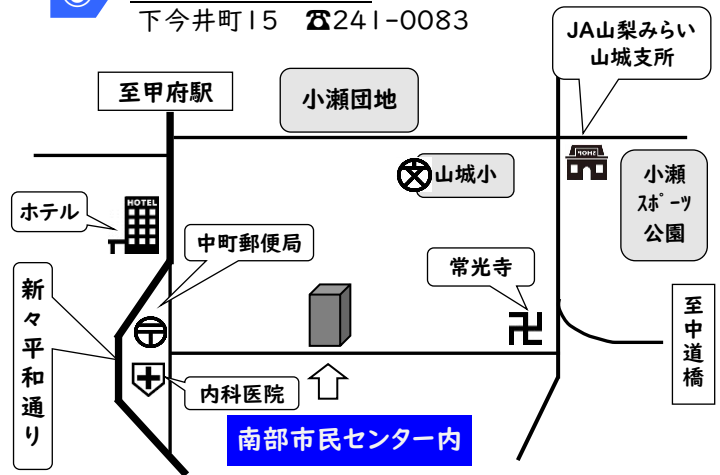 下今井町15 ☎241-0083
JA山梨みらい
山城支所
至甲府駅
小瀬団地
山城小
小瀬
スポーツ
公園
HOTEL
ホテル
中町郵便局
常光寺
新々平和通り
至中道橋
内科医院
南部市民センター内